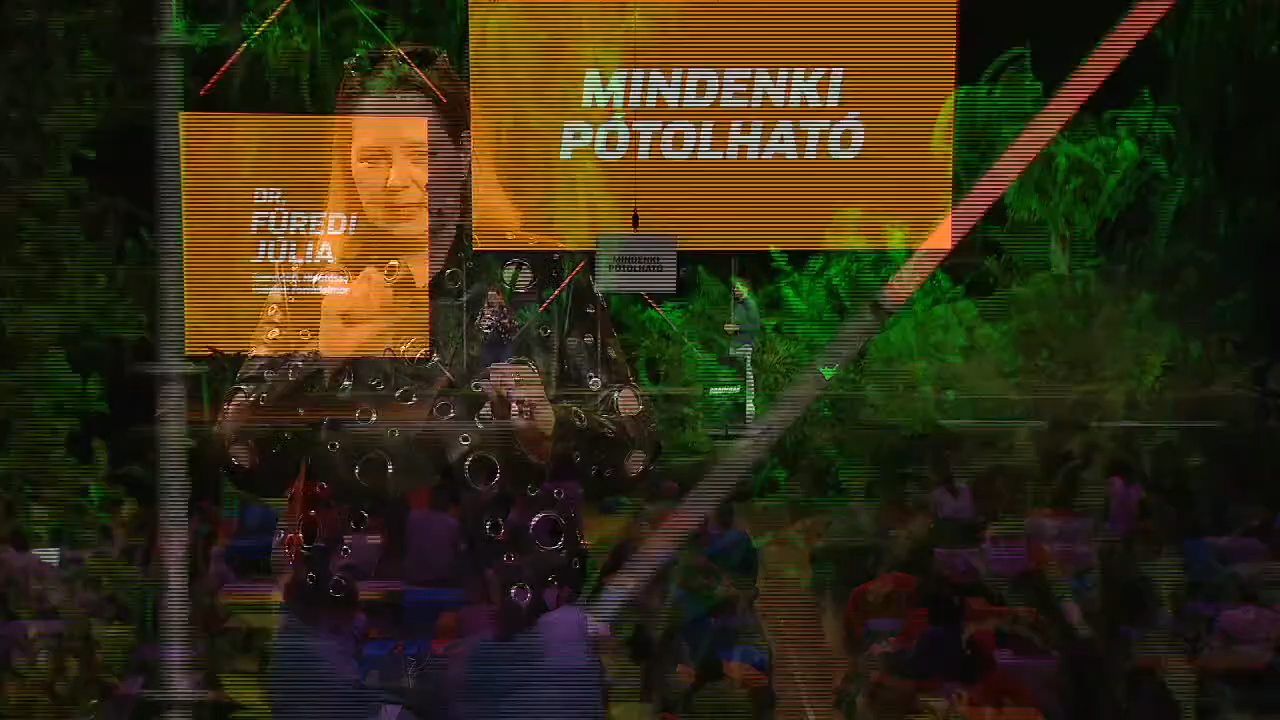 MINDENKI
PÓTOLHATÓ
DR.
FÜREDI
JÚLIA
MINDENKI
PÓTOLHATÓ